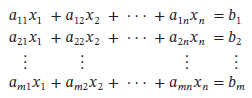 a₁₁x₁ + a₁₂x₂ + ⋯ + a₁ₙxₙ = b₁
a₂₁x₁ + a₂₂x₂ + ⋯ + a₂ₙxₙ = b₂
⋮ ⋮ ⋮ ⋮
aₘ₁x₁ + aₘ₂x₂ + ⋯ + aₘₙxₙ = bₘ